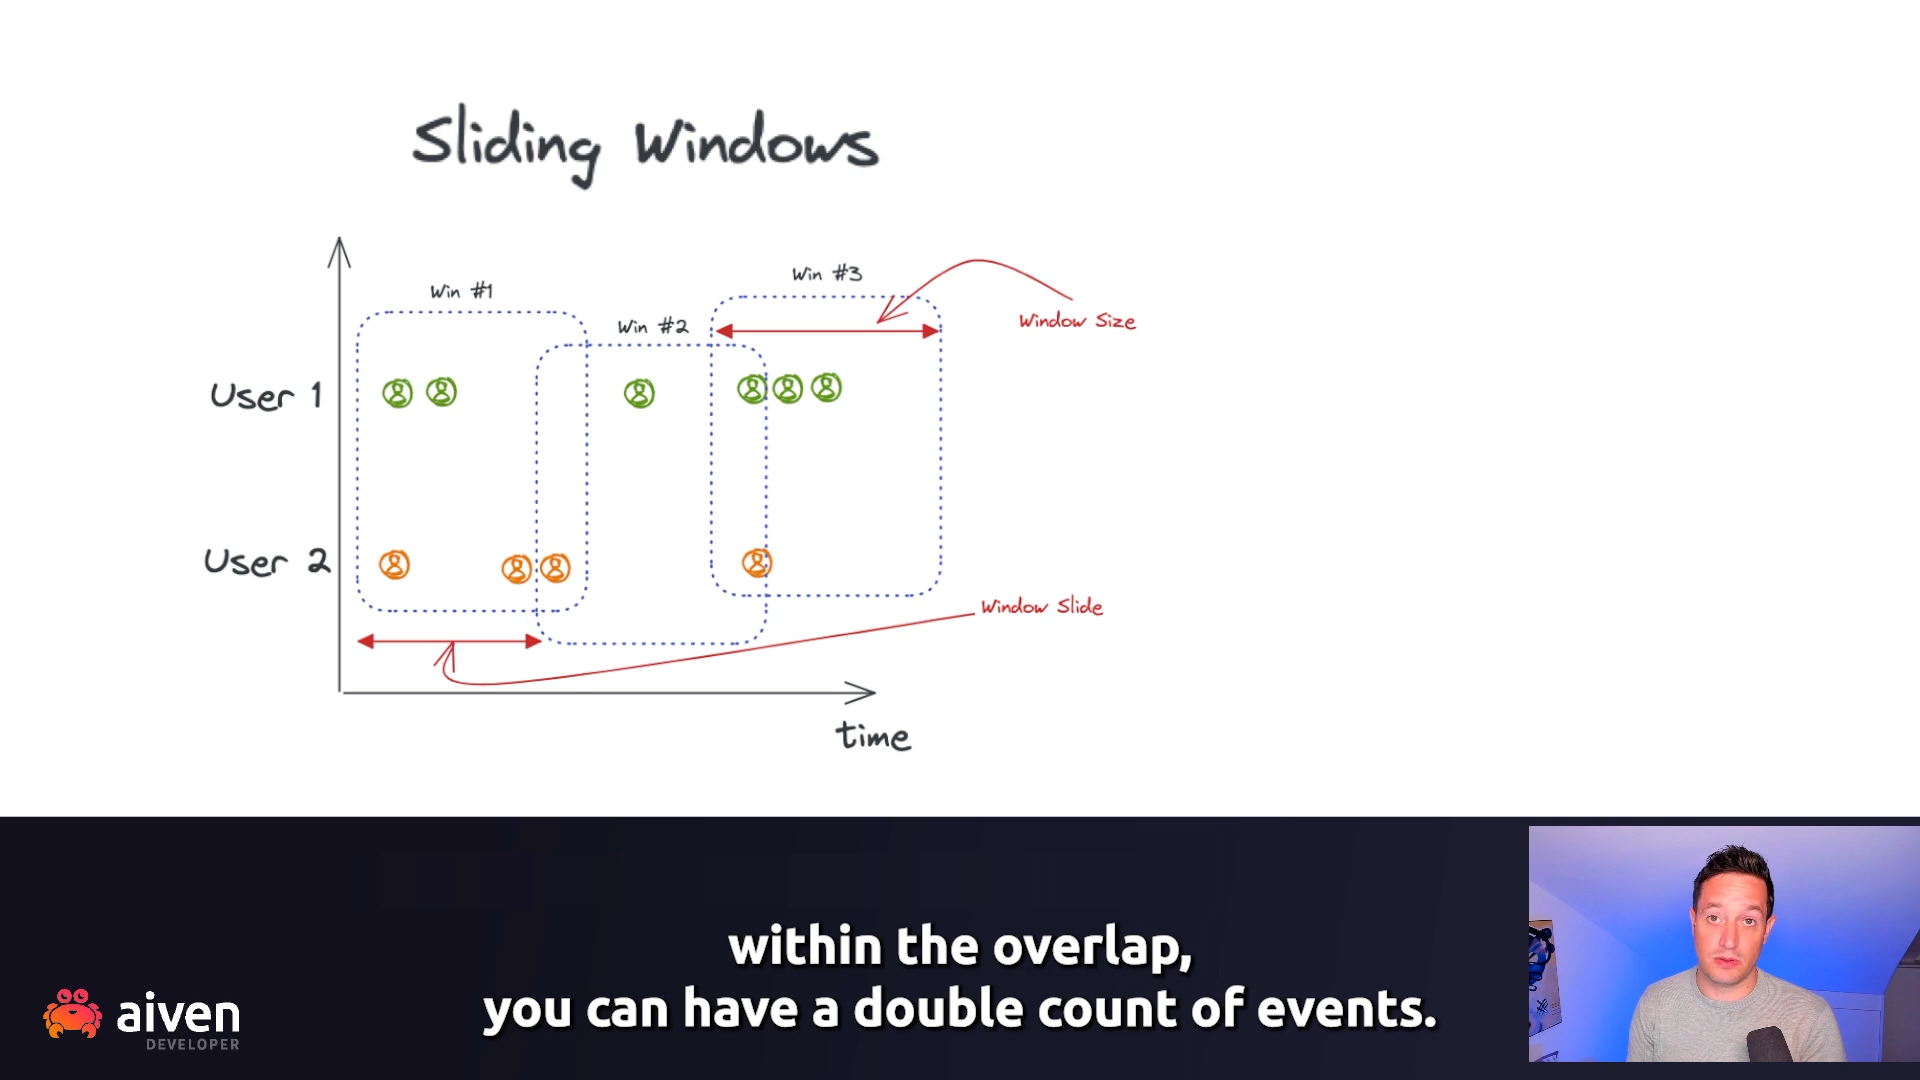 Sliding Windows
Win #1
Win #2
Win #3
Window Size
User 1
User 2
Window Slide
time
within the overlap,
you can have a double count of events.
aiven
DEVELOPER